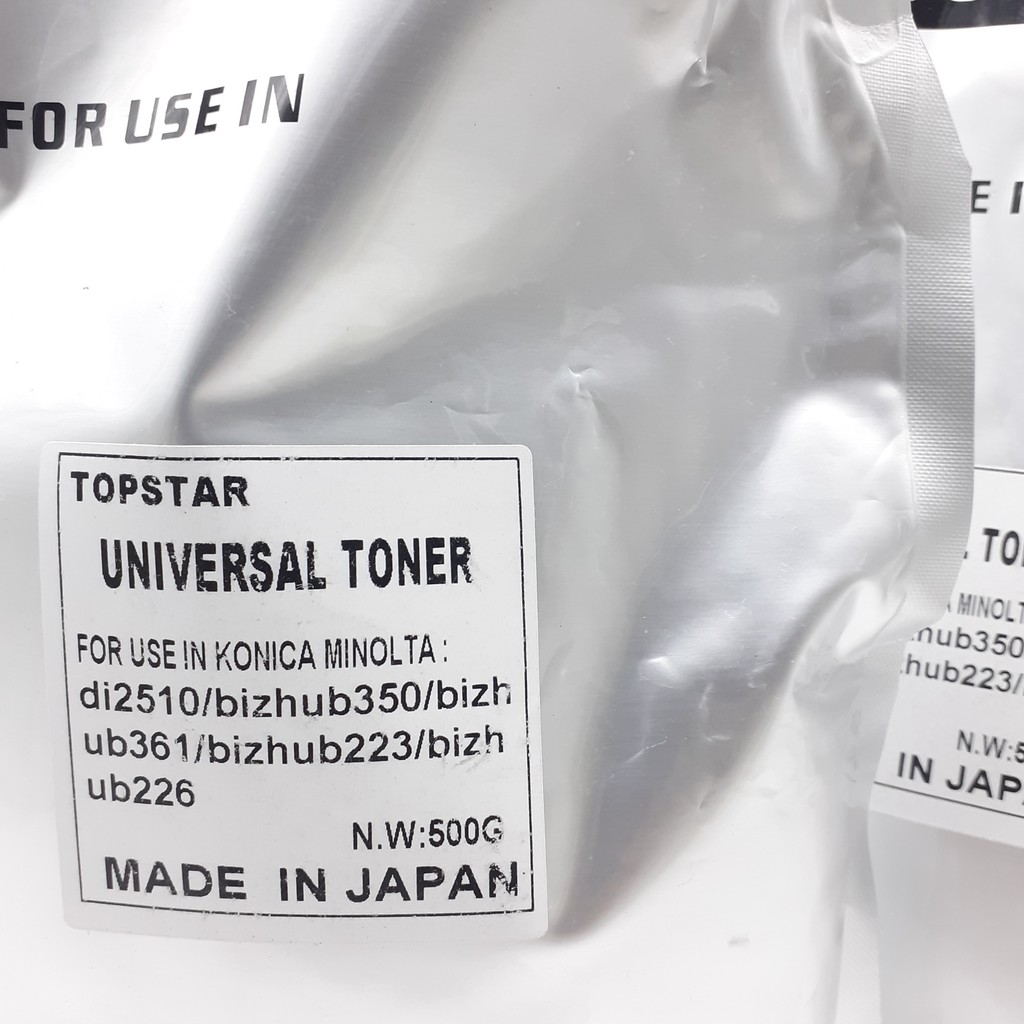 FOR USE IN
TOPSTAR
UNIVERSAL TONER
FOR USE IN KONICA MINOLTA :
di2510/bizhub350/bizh
ub361/bizhub223/bizh
ub226
N.W:500G
MADE IN JAPAN
MINOLT
hub350
hub223/
N.W:5
IN JAP